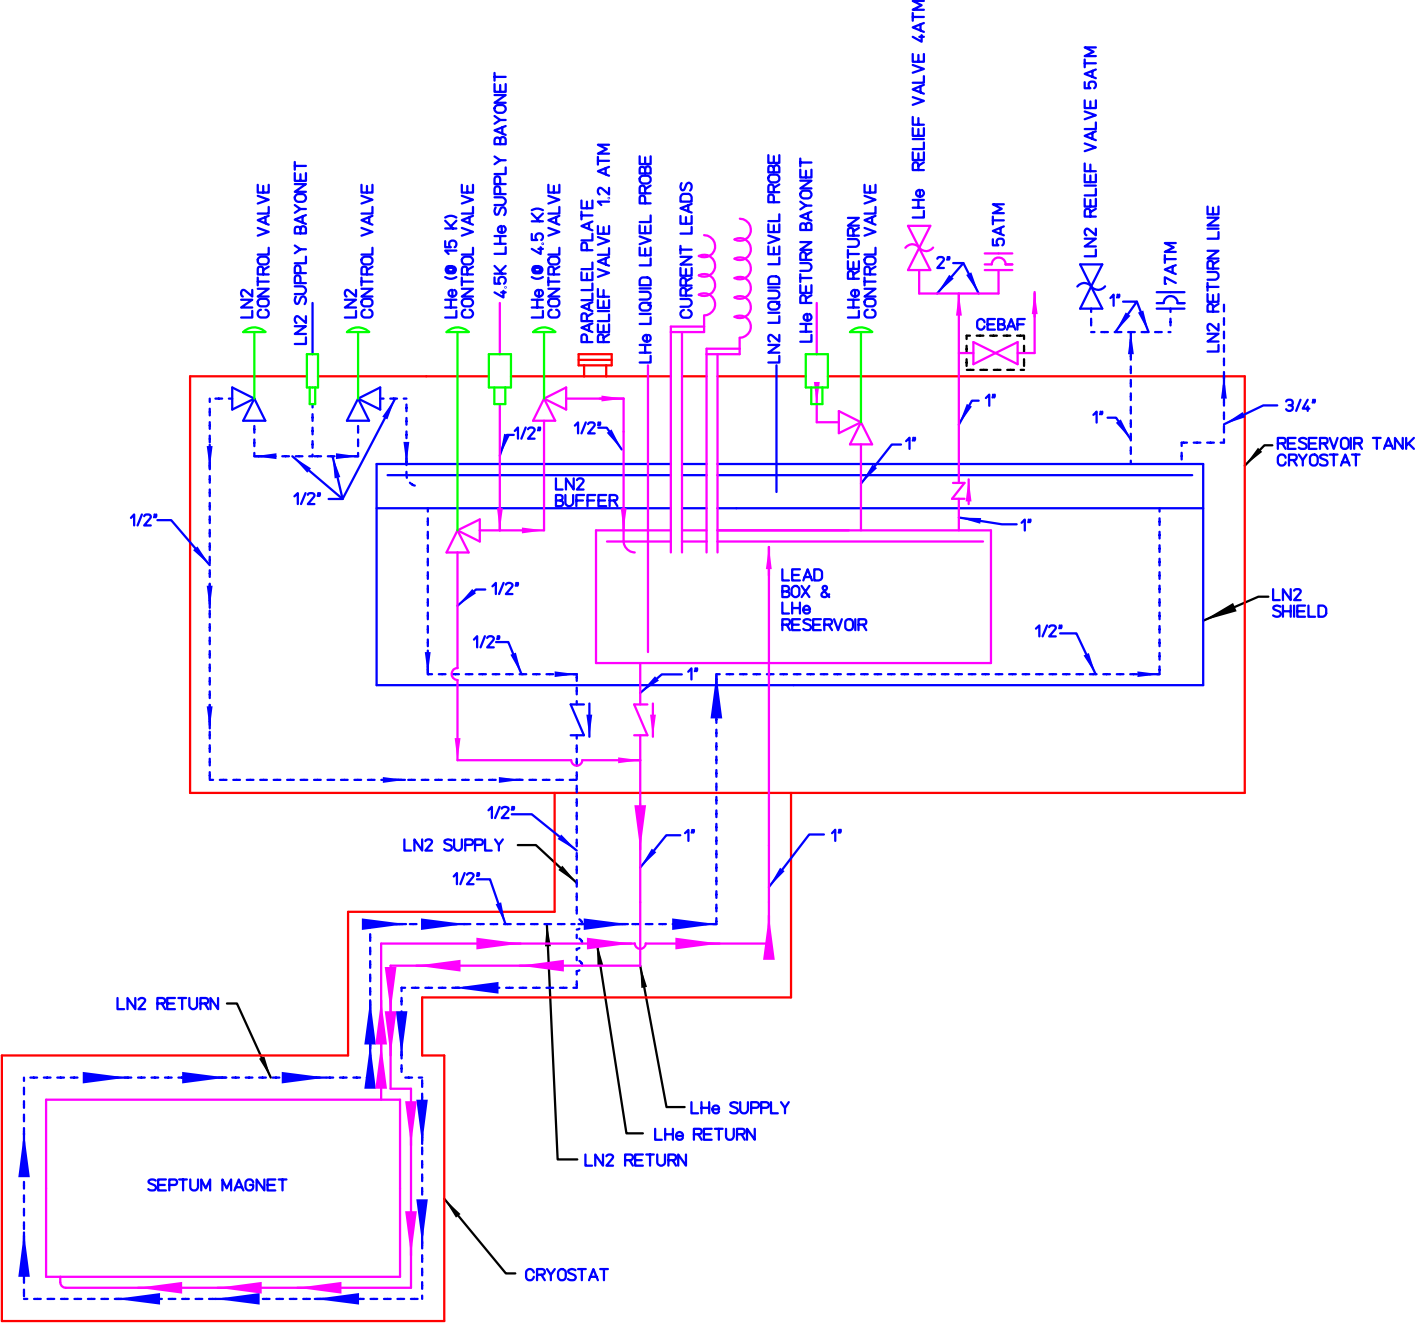 LN2
CONTROL VALVE
LN2 SUPPLY BAYONET
LN2
CONTROL VALVE
LHe (@ 15 K)
CONTROL VALVE
4.5K LHe SUPPLY BAYONET
LHe (@ 4.5 K)
CONTROL VALVE
PARALLEL PLATE
RELIEF VALVE 1.2 ATM
LHe LIQUID LEVEL PROBE
CURRENT LEADS
LN2 LIQUID LEVEL PROBE
LHe RETURN BAYONET
LHe RETURN
CONTROL VALVE
LHe RELIEF VALVE 4ATM
2"
5ATM
CEBAF
LN2 RELIEF VALVE 5ATM
1"
7ATM
LN2 RETURN LINE
1/2"
1/2"
1/2"
1"
1"
1"
3/4"
RESERVOIR TANK
CRYOSTAT
LN2
BUFFER
1/2"
1"
LEAD
BOX &
LHe
RESERVOIR
1/2"
LN2
SHIELD
1/2"
1/2"
1"
1/2"
1"
1"
LN2 SUPPLY
1/2"
LN2 RETURN
LHe SUPPLY
LHe RETURN
LN2 RETURN
SEPTUM MAGNET
CRYOSTAT